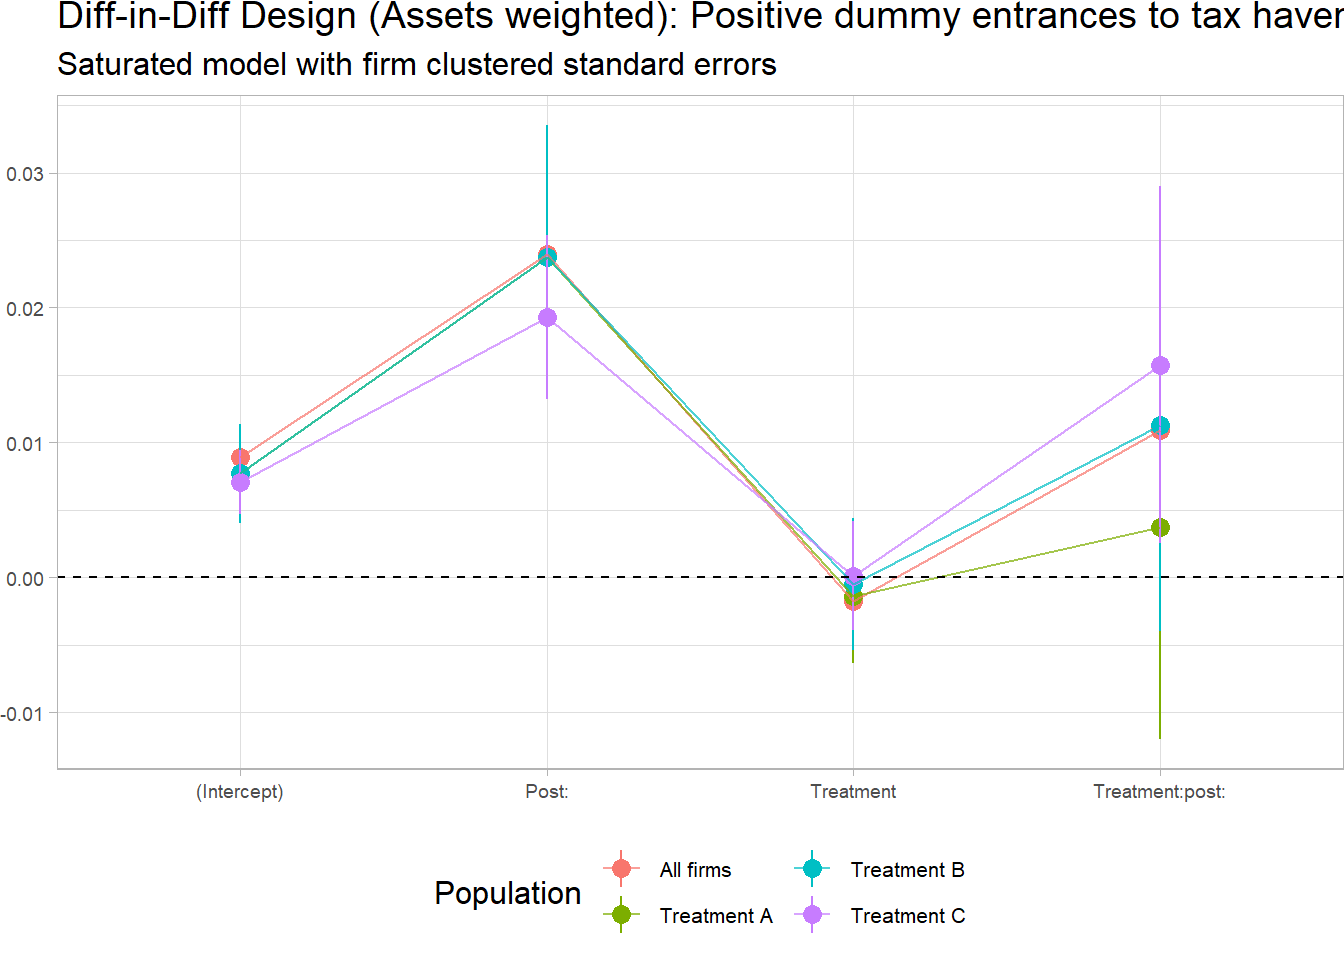 Diff-in-Diff Design (Assets weighted): Positive dummy entrances to tax haven
Saturated model with firm clustered standard errors
0.03
0.02
0.01
0.00
-0.01
(Intercept) Post: Treatment Treatment:post:
Population
All firms Treatment B
Treatment A Treatment C